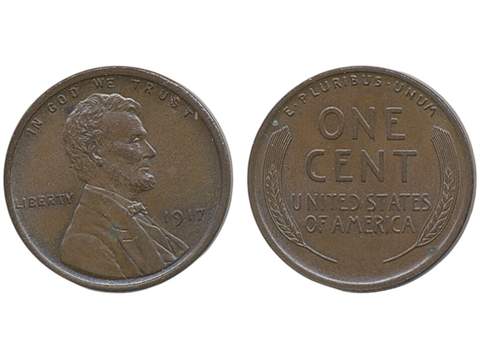 IN GOD WE TRUST
LIBERTY
1917
E·PLURIBUS·UNUM
ONE
CENT
UNITED STATES
OF AMERICA